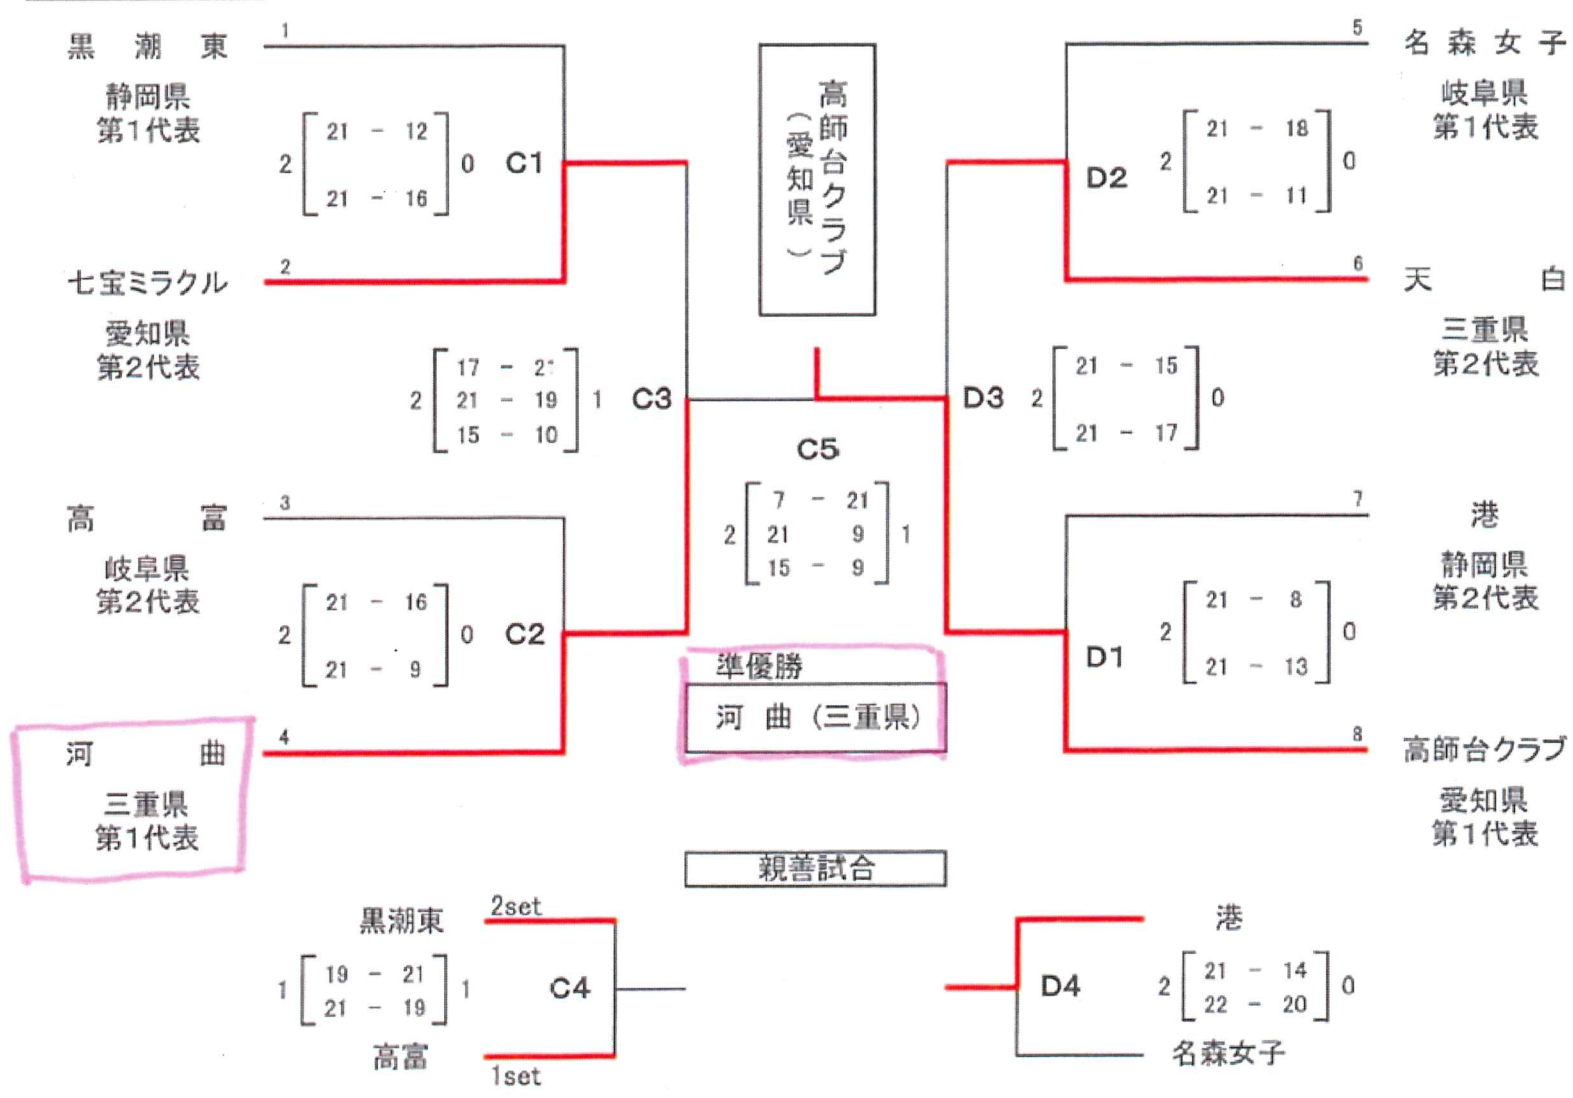 黒潮東
1
静岡県
第1代表
2 [21 - 12
21 - 16] 0
C1
七宝ミラクル
2
愛知県
第2代表
2 [17 - 21
21 - 19
15 - 10] 1
C3
高富
3
岐阜県
第2代表
2 [21 - 16
21 - 9] 0
C2
河曲
4
三重県
第1代表
高師台クラブ
(愛知県)
C5
2 [7 - 21
21 9
15 - 9] 1
準優勝
河曲(三重県)
5
名森女子
岐阜県
第1代表
D2
2 [21 - 18
21 - 11] 0
6
天白
三重県
第2代表
D3
2 [21 - 15
21 - 17] 0
7
港
静岡県
第2代表
D1
2 [21 - 8
21 - 13] 0
8
高師台クラブ
愛知県
第1代表
親善試合
黒潮東
2set
1 [19 - 21
21 - 19] 1
C4
高富
1set
港
D4
2 [21 - 14
22 - 20] 0
名森女子